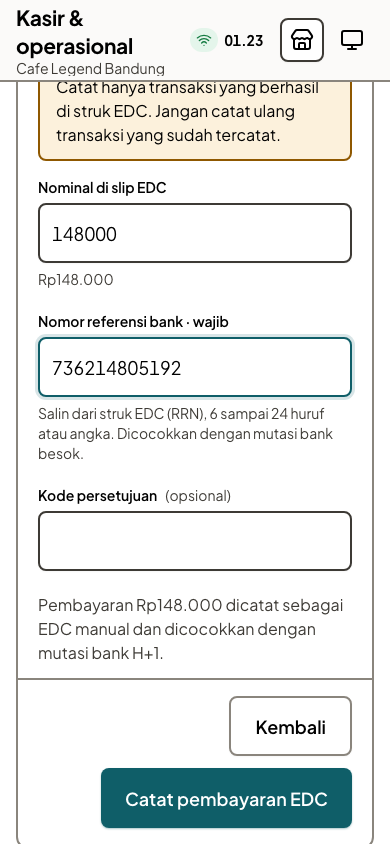 Kasir &
operasional
Cafe Legend Bandung
01.23
Catat hanya transaksi yang berhasil
di struk EDC. Jangan catat ulang
transaksi yang sudah tercatat.
Nominal di slip EDC
148000
Rp148.000
Nomor referensi bank · wajib
736214805192
Salin dari struk EDC (RRN), 6 sampai 24 huruf
atau angka. Dicocokkan dengan mutasi bank
besok.
Kode persetujuan (opsional)
Pembayaran Rp148.000 dicatat sebagai
EDC manual dan dicocokkan dengan
mutasi bank H+1.
Kembali
Catat pembayaran EDC